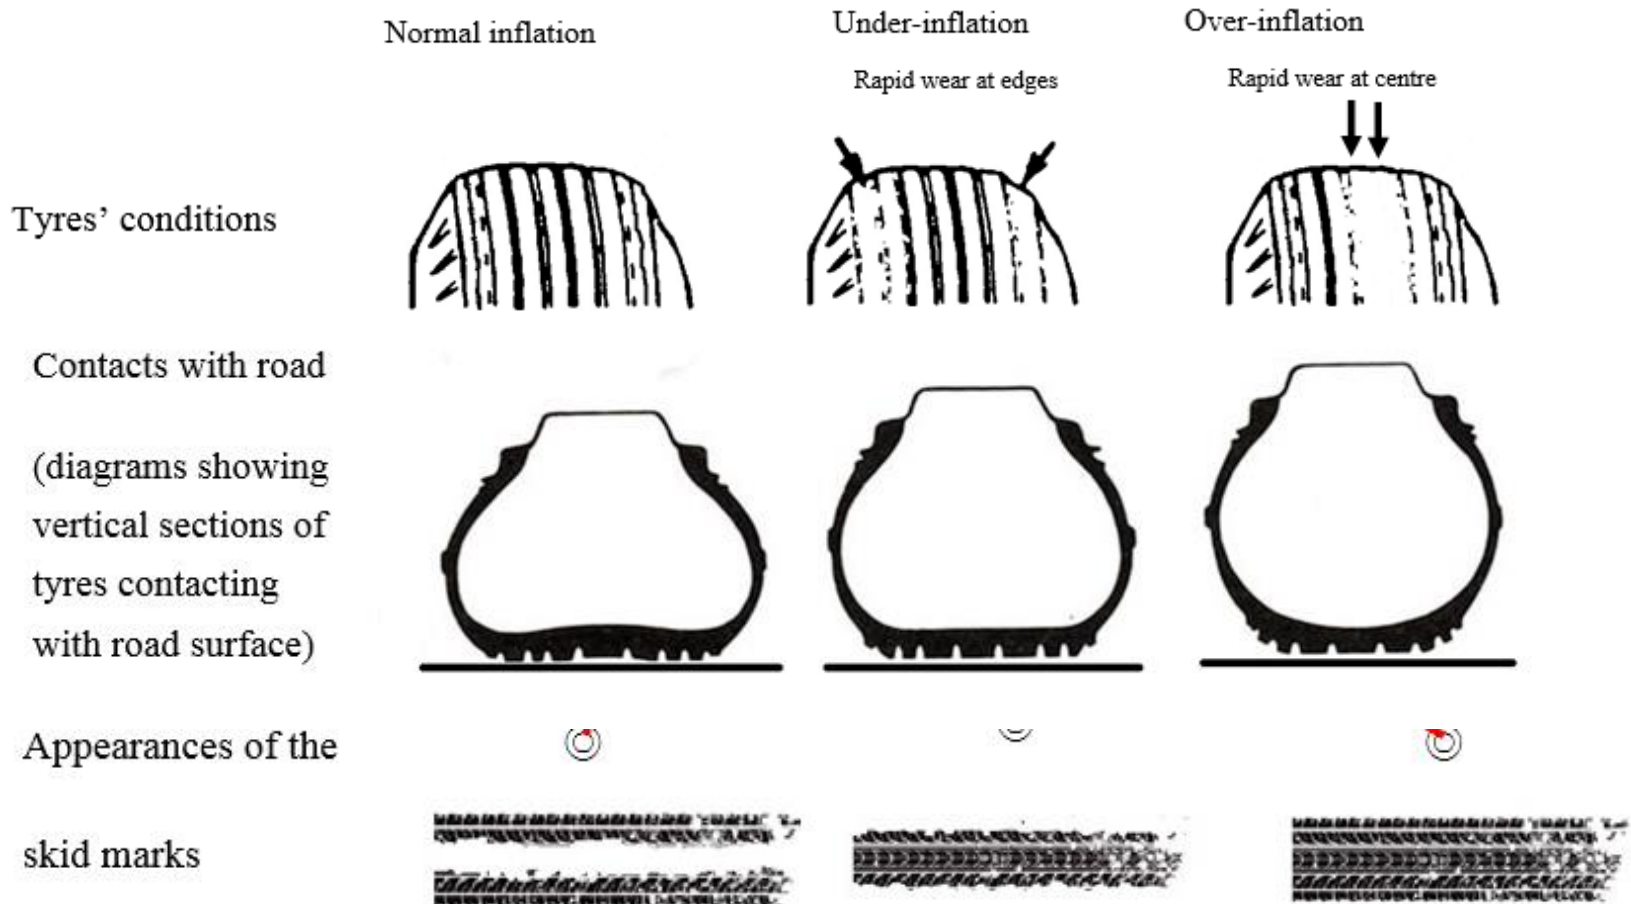 Normal inflation
Under-inflation
Over-inflation
Rapid wear at edges
Rapid wear at centre
Tyres’ conditions
Contacts with road
(diagrams showing
vertical sections of
tyres contacting
with road surface)
Appearances of the
skid marks